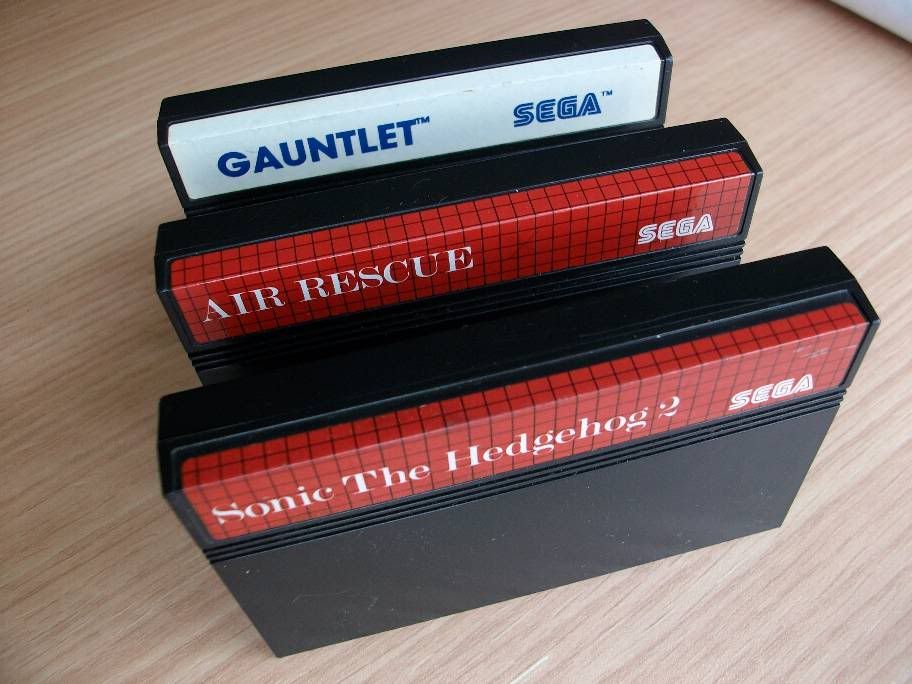 GAUNTLET™ SEGA™
AIR RESCUE SEGA
Sonic The Hedgehog 2 SEGA